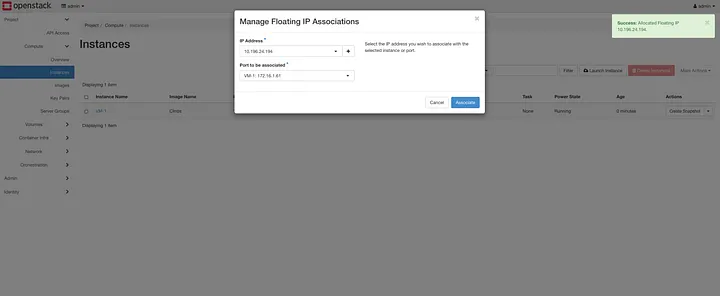 openstack
admin
admin
Project
API Access
Compute
Overview
Instances
Images
Key Pairs
Server Groups
Volumes
Container Infra
Network
Orchestration
Admin
Identity
Project / Compute / Instances
Instances
Filter
Launch Instance
Delete Instances
More Actions
Displaying 1 item
Instance Name
Image Name
Task
Power State
Age
Actions
VM-1
Cirros
None
Running
0 minutes
Create Snapshot
Displaying 1 item
Manage Floating IP Associations
×
IP Address *
10.196.24.194
+
Select the IP address you wish to associate with the
selected instance or port.
Port to be associated *
VM-1: 172.16.1.61
Cancel
Associate
Success: Allocated Floating IP
10.196.24.194.
×